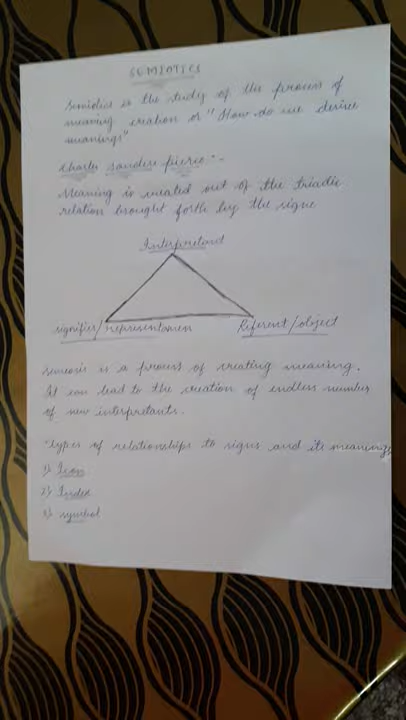 SEMIOTICS
Semiotics is the study of the process of
meaning creation or "How do we derive
meanings"
Charles sanders pierce :-
Meaning is created out of the triadic
relation brought forth by the signs
Interpretand
signifier/representamen
Referent/object
Semiosis is a process of creating meaning.
It can lead to the creation of endless number
of new interpretants.
Types of relationships to signs and its meanings
1) Icon
2) Index
3) symbol